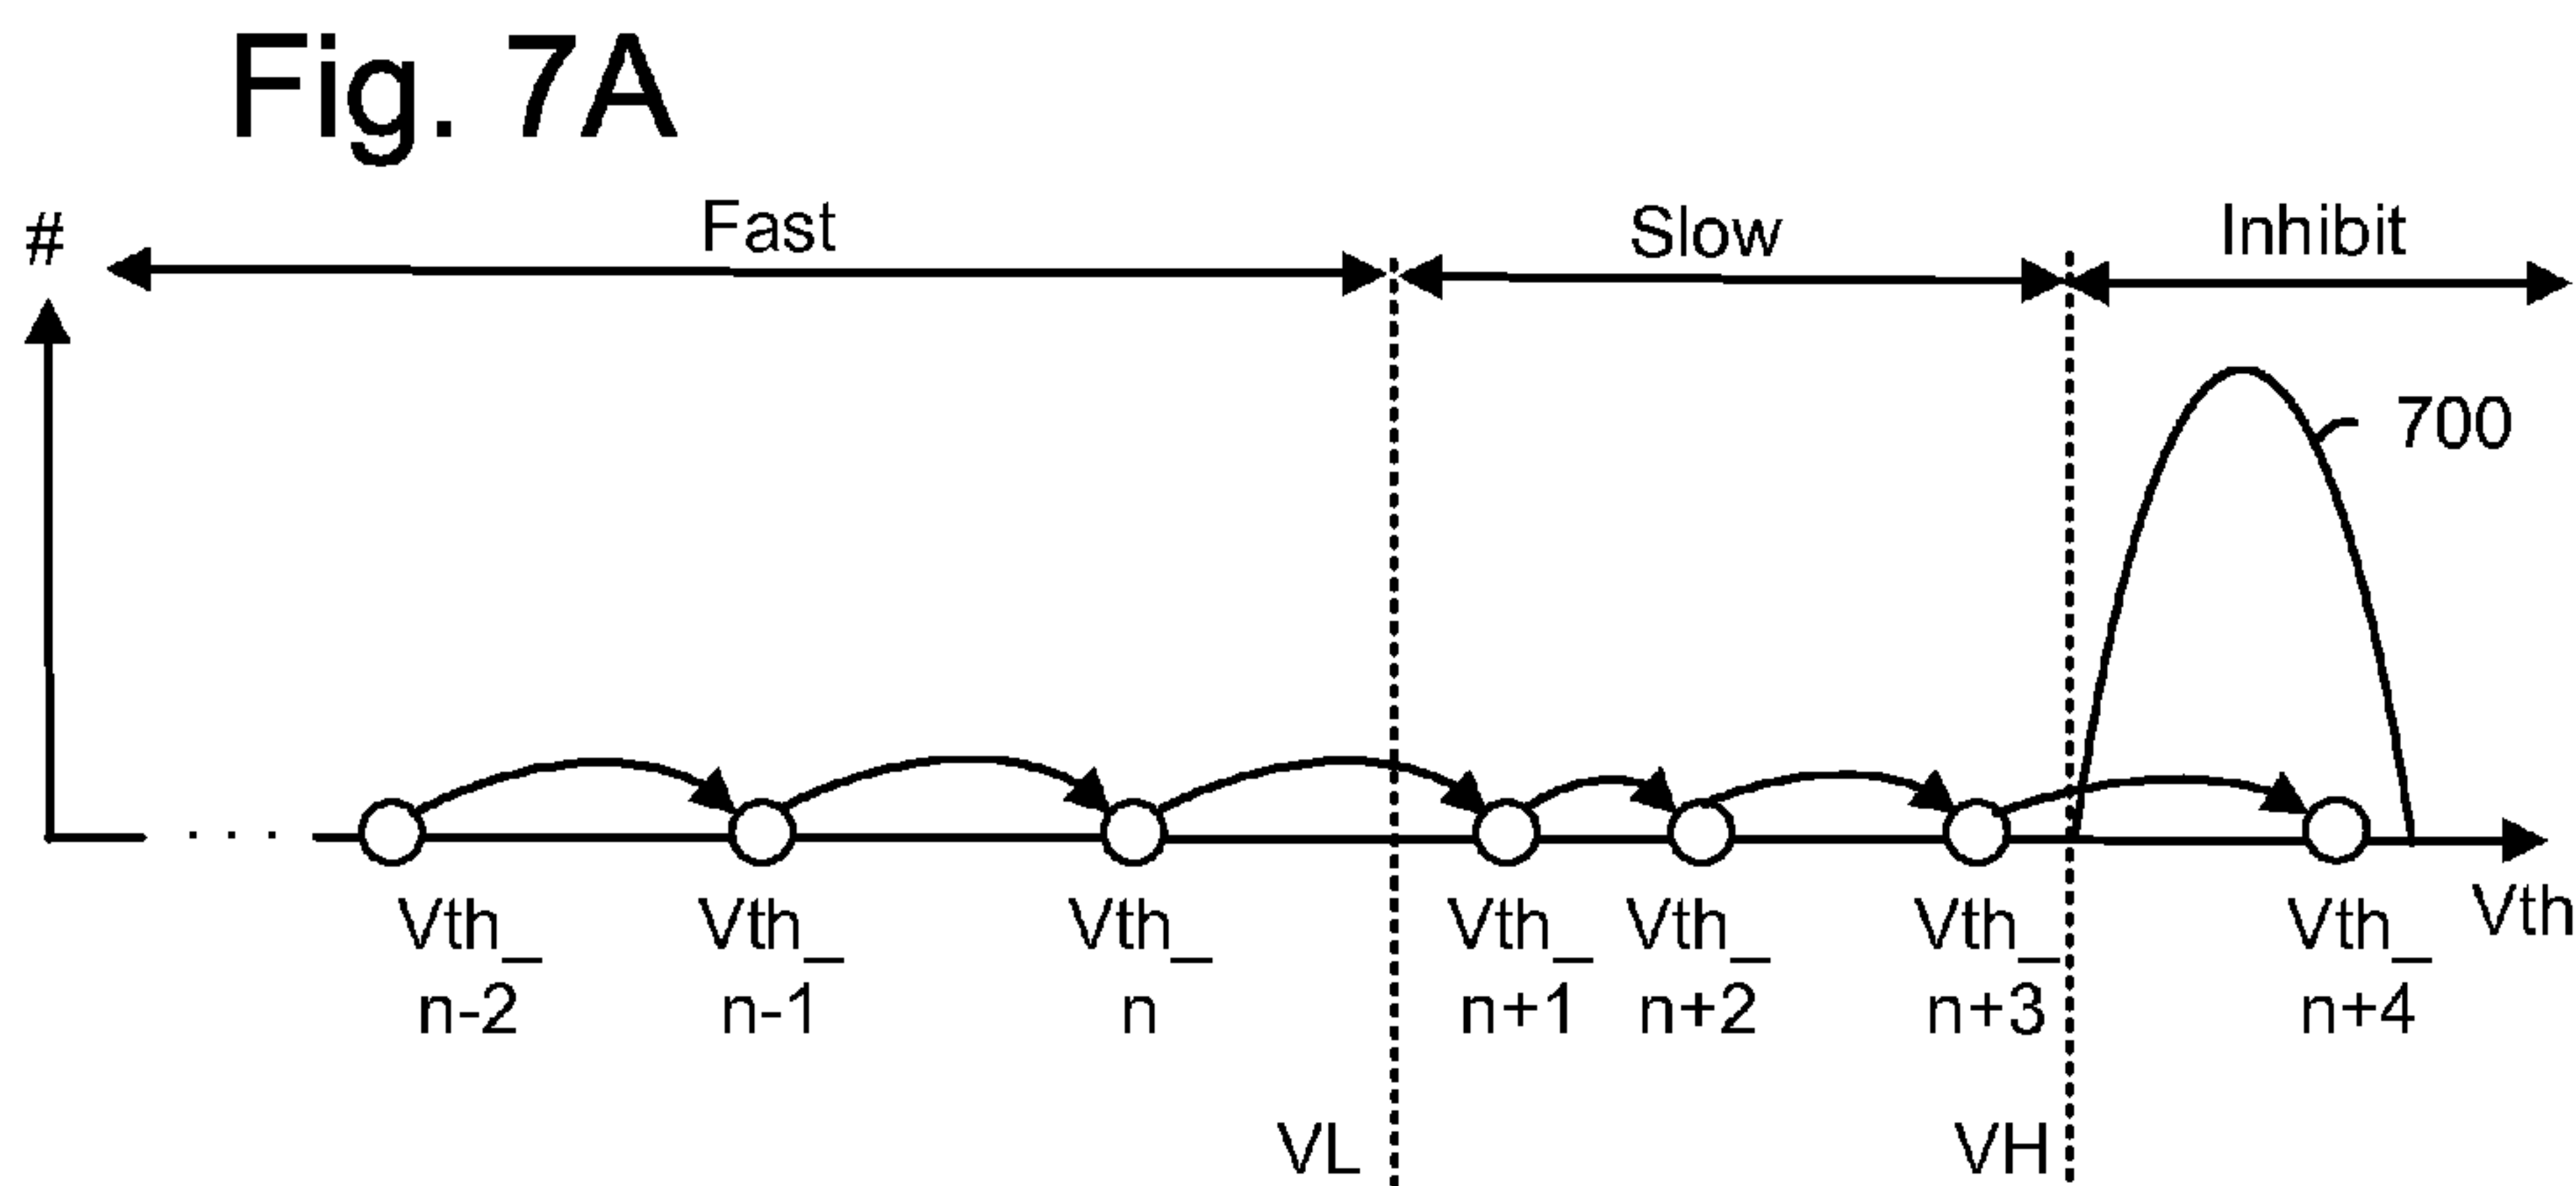 Fig. 7A
# Fast Slow Inhibit
700
. . .
Vth_ Vth_ Vth_ Vth_ Vth_ Vth_ Vth_ Vth
n-2 n-1 n n+1 n+2 n+3 n+4
VL VH